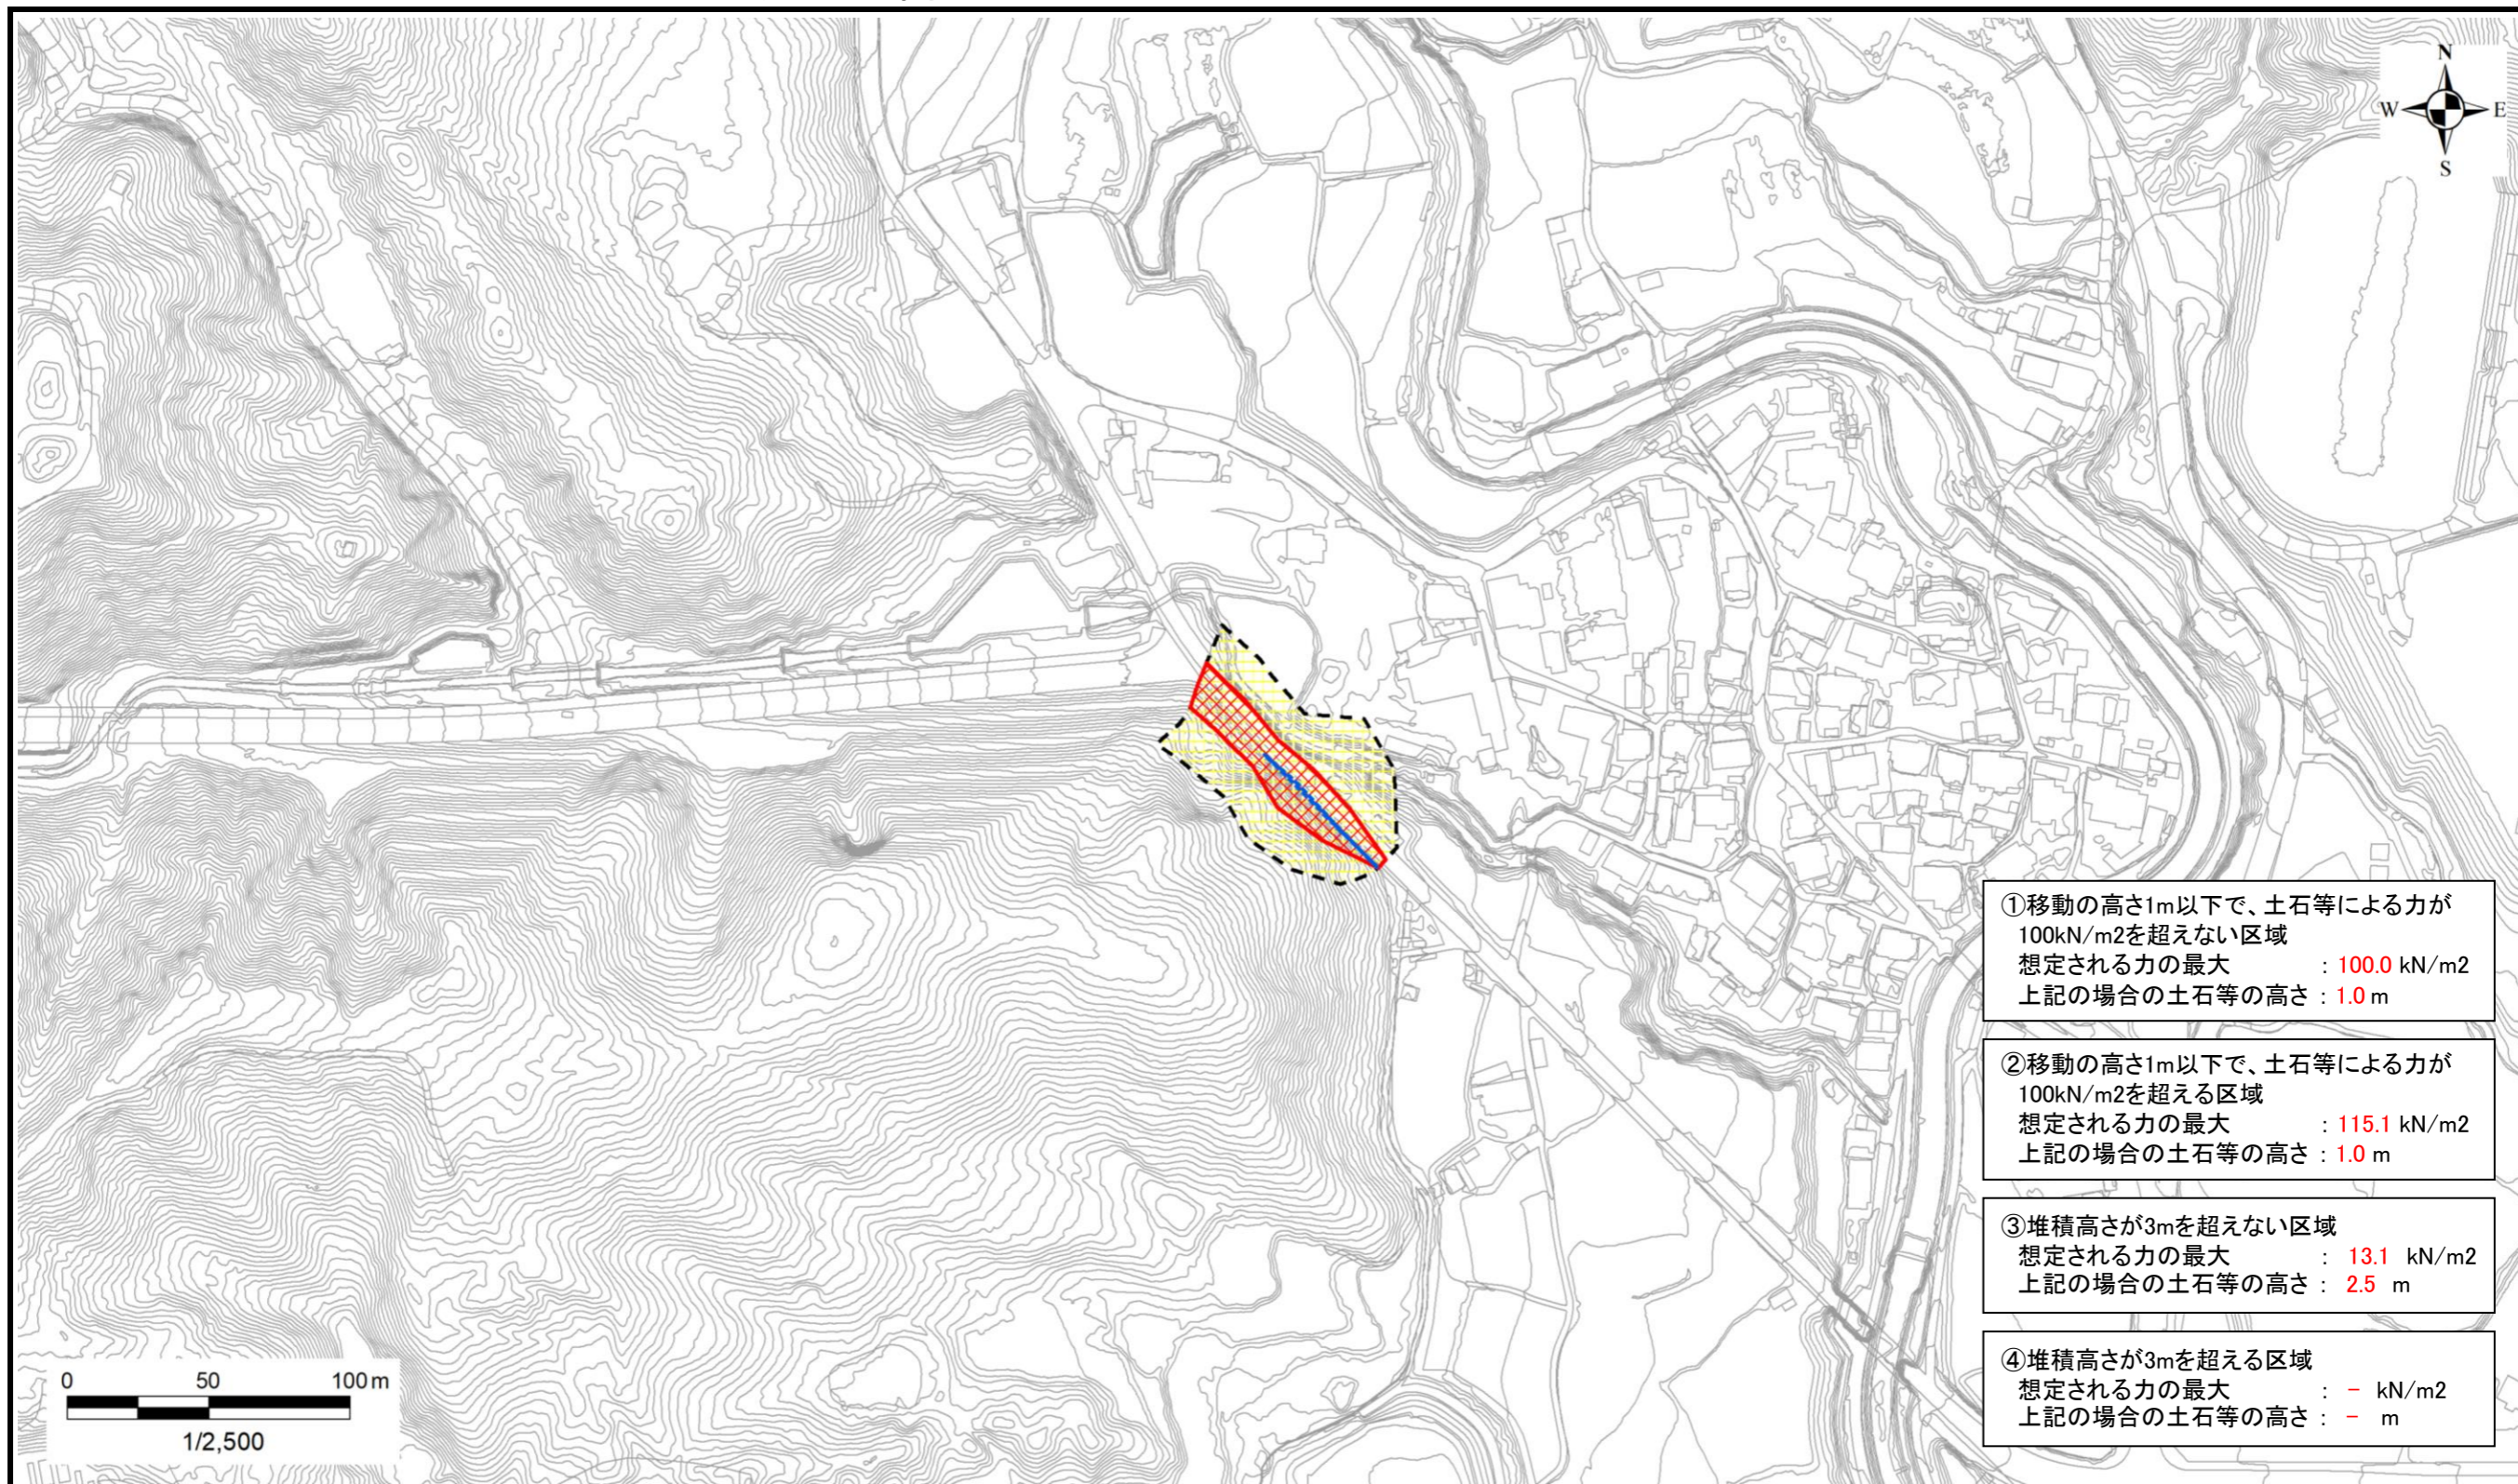 N
W E
S
①移動の高さ1m以下で、土石等による力が
100kN/m2を超えない区域
想定される力の最大 : 100.0 kN/m2
上記の場合の土石等の高さ : 1.0 m
②移動の高さ1m以下で、土石等による力が
100kN/m2を超える区域
想定される力の最大 : 115.1 kN/m2
上記の場合の土石等の高さ : 1.0 m
③堆積高さが3mを超えない区域
想定される力の最大 : 13.1 kN/m2
上記の場合の土石等の高さ : 2.5 m
④堆積高さが3mを超える区域
想定される力の最大 : - kN/m2
上記の場合の土石等の高さ : - m
0 50 100m
1/2,500